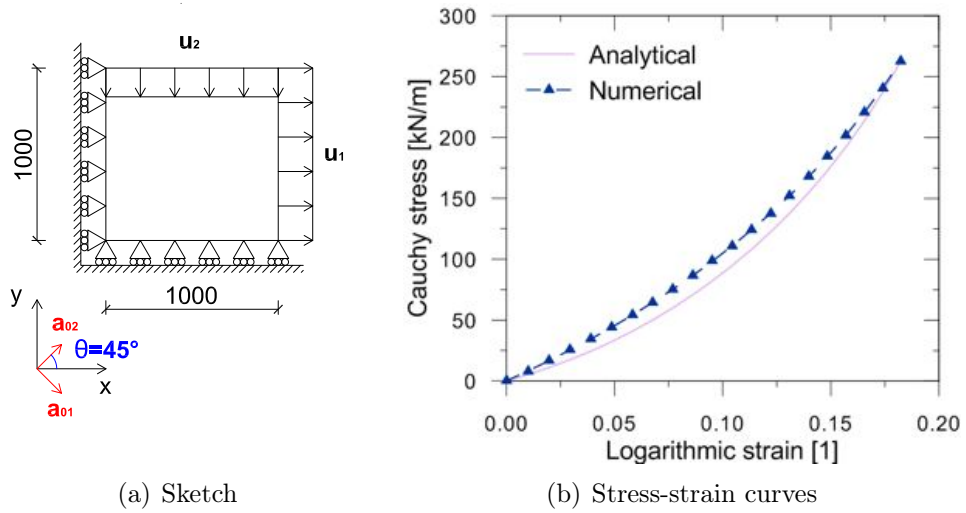 u2
1000
u1
1000
y
a02
θ=45°
x
a01
(a) Sketch
300
250
200
150
100
50
0
Cauchy stress [kN/m]
Analytical
Numerical
0.00 0.05 0.10 0.15 0.20
Logarithmic strain [1]
(b) Stress-strain curves